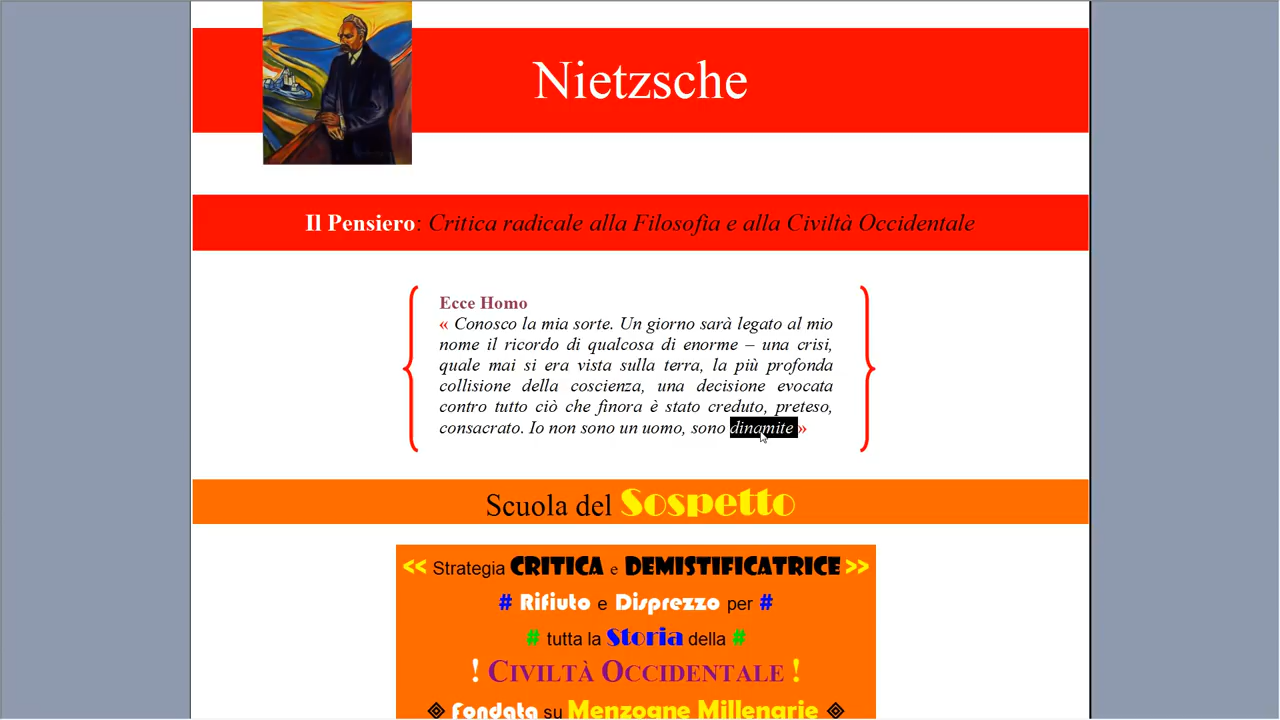 Nietzsche
Il Pensiero: Critica radicale alla Filosofia e alla Civiltà Occidentale
Ecce Homo
« Conosco la mia sorte. Un giorno sarà legato al mio
nome il ricordo di qualcosa di enorme – una crisi,
quale mai si era vista sulla terra, la più profonda
collisione della coscienza, una decisione evocata
contro tutto ciò che finora è stato creduto, preteso,
consacrato. Io non sono un uomo, sono dinamite »
Scuola del Sospetto
<< Strategia CRITICA e DEMISTIFICATRICE >>
# Rifiuto e Disprezzo per #
# tutta la Storia della #
! CIVILTÀ OCCIDENTALE !
Fondata su Menzogne Millenarie